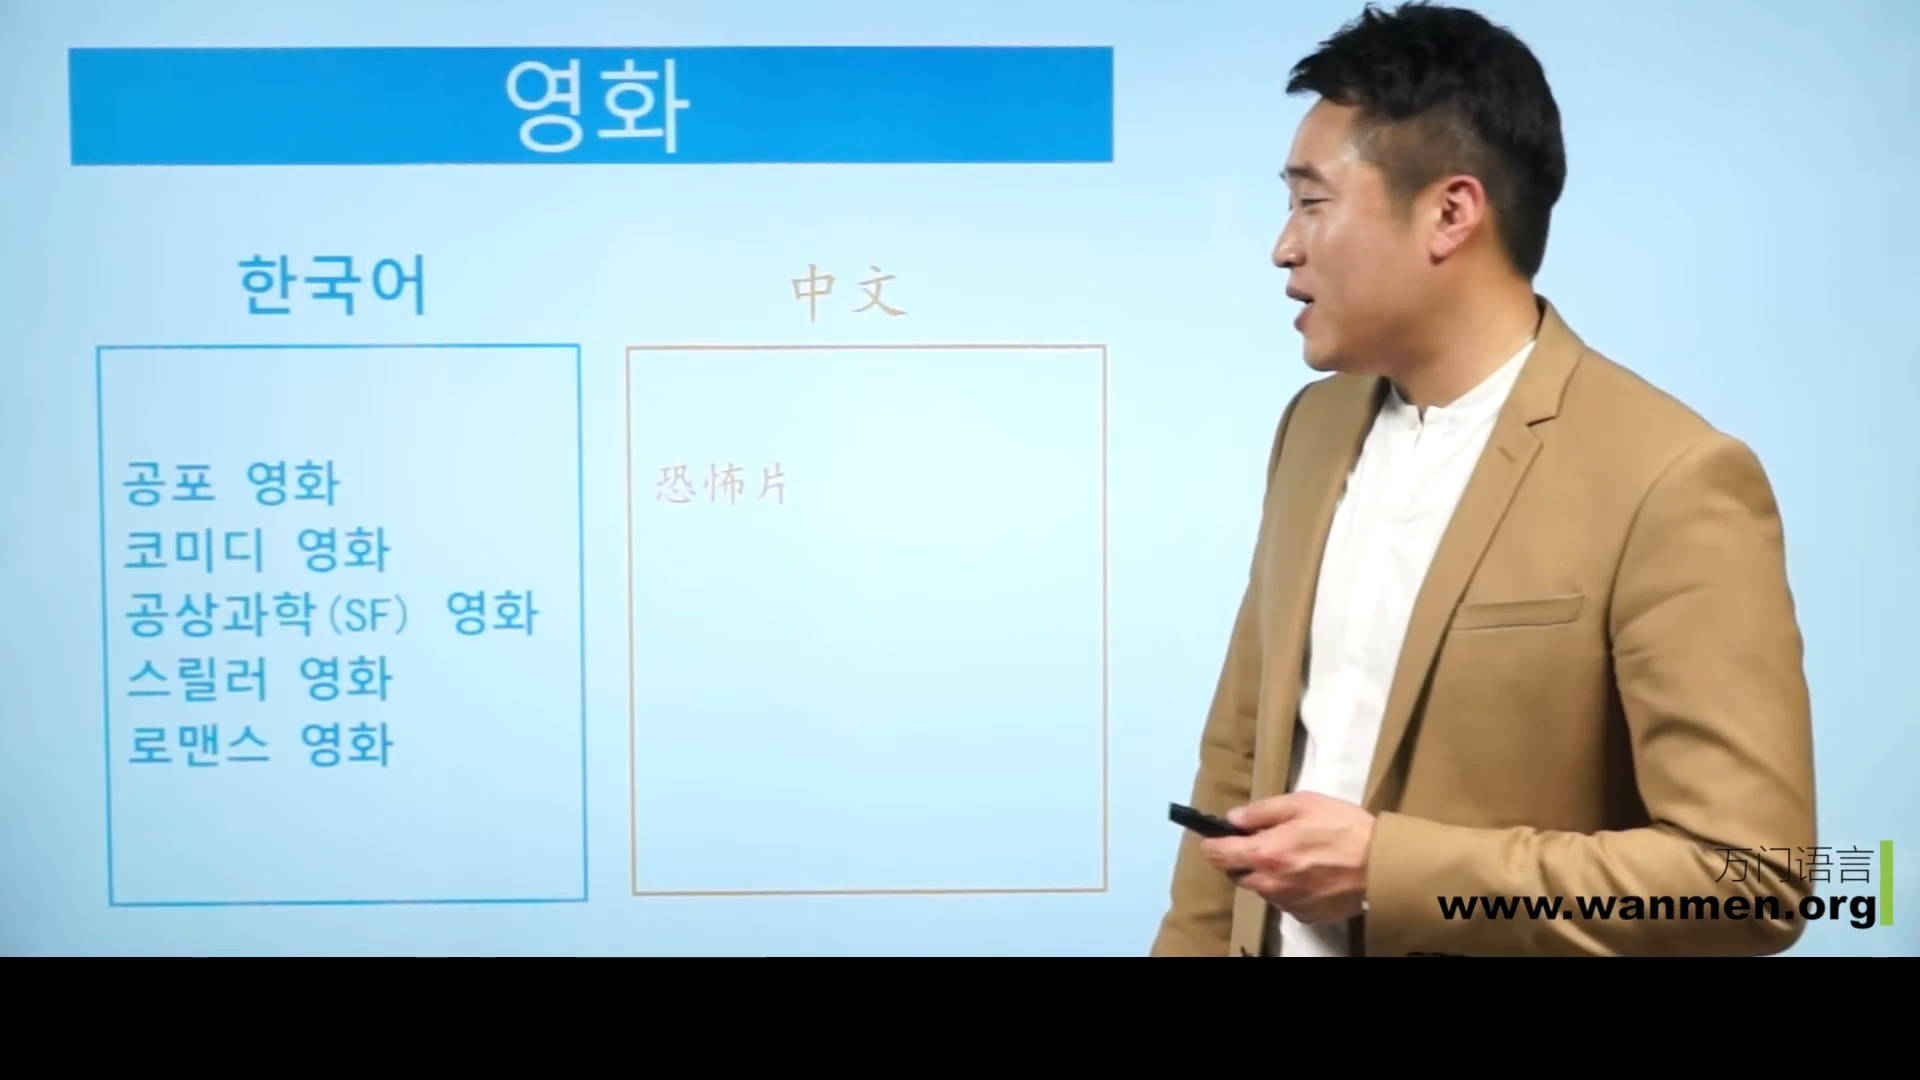 영화
한국어
中文
공포 영화
恐怖片
코미디 영화
공상과학(SF) 영화
스릴러 영화
로맨스 영화
万门语言
www.wanmen.org